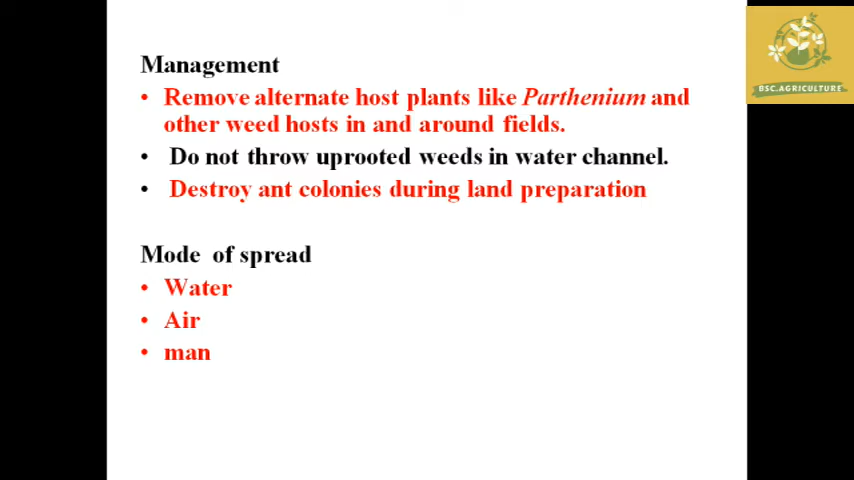 Management
• Remove alternate host plants like Parthenium and
other weed hosts in and around fields.
• Do not throw uprooted weeds in water channel.
• Destroy ant colonies during land preparation
Mode of spread
• Water
• Air
• man
BSC.AGRICULTURE